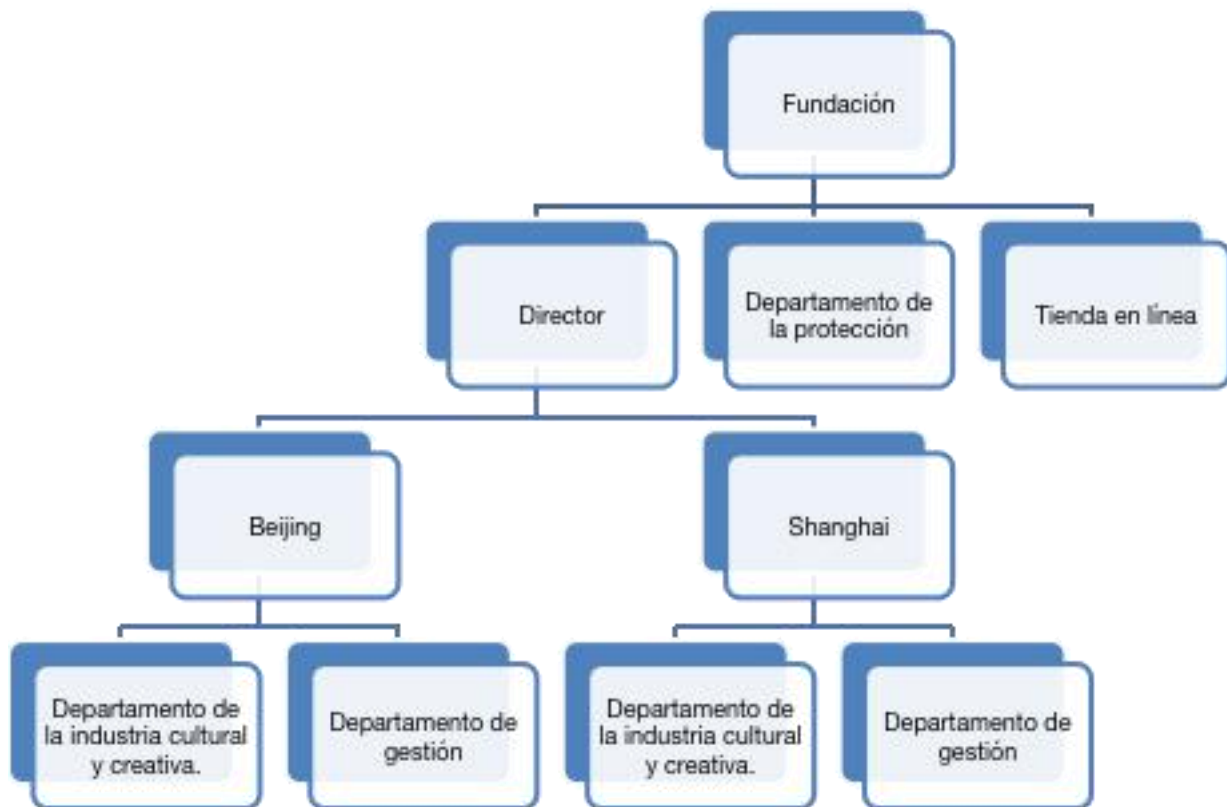 Fundación
Director
Departamento de
la protección
Tienda en línea
Beijing
Shanghai
Departamento de
la industria cultural
y creativa.
Departamento de
gestión
Departamento de
la industria cultural
y creativa.
Departamento de
gestión